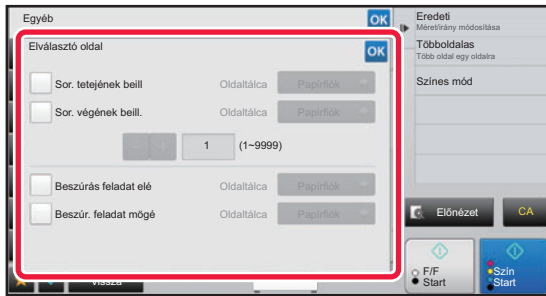 Egyéb
OK
Elválasztó oldal
OK
Sor. tetejének beill
Oldaltálca
Papírfiók
Sor. végének beill.
Oldaltálca
Papírfiók
1
(1~9999)
Beszúrás feladat elé
Oldaltálca
Papírfiók
Beszúr. feladat mögé
Oldaltálca
Papírfiók
Vissza
Eredeti
Méret/irány módosítása
Többoldalas
Több oldal egy oldalra
Színes mód
Előnézet
CA
F/F
Start
Szín
Start